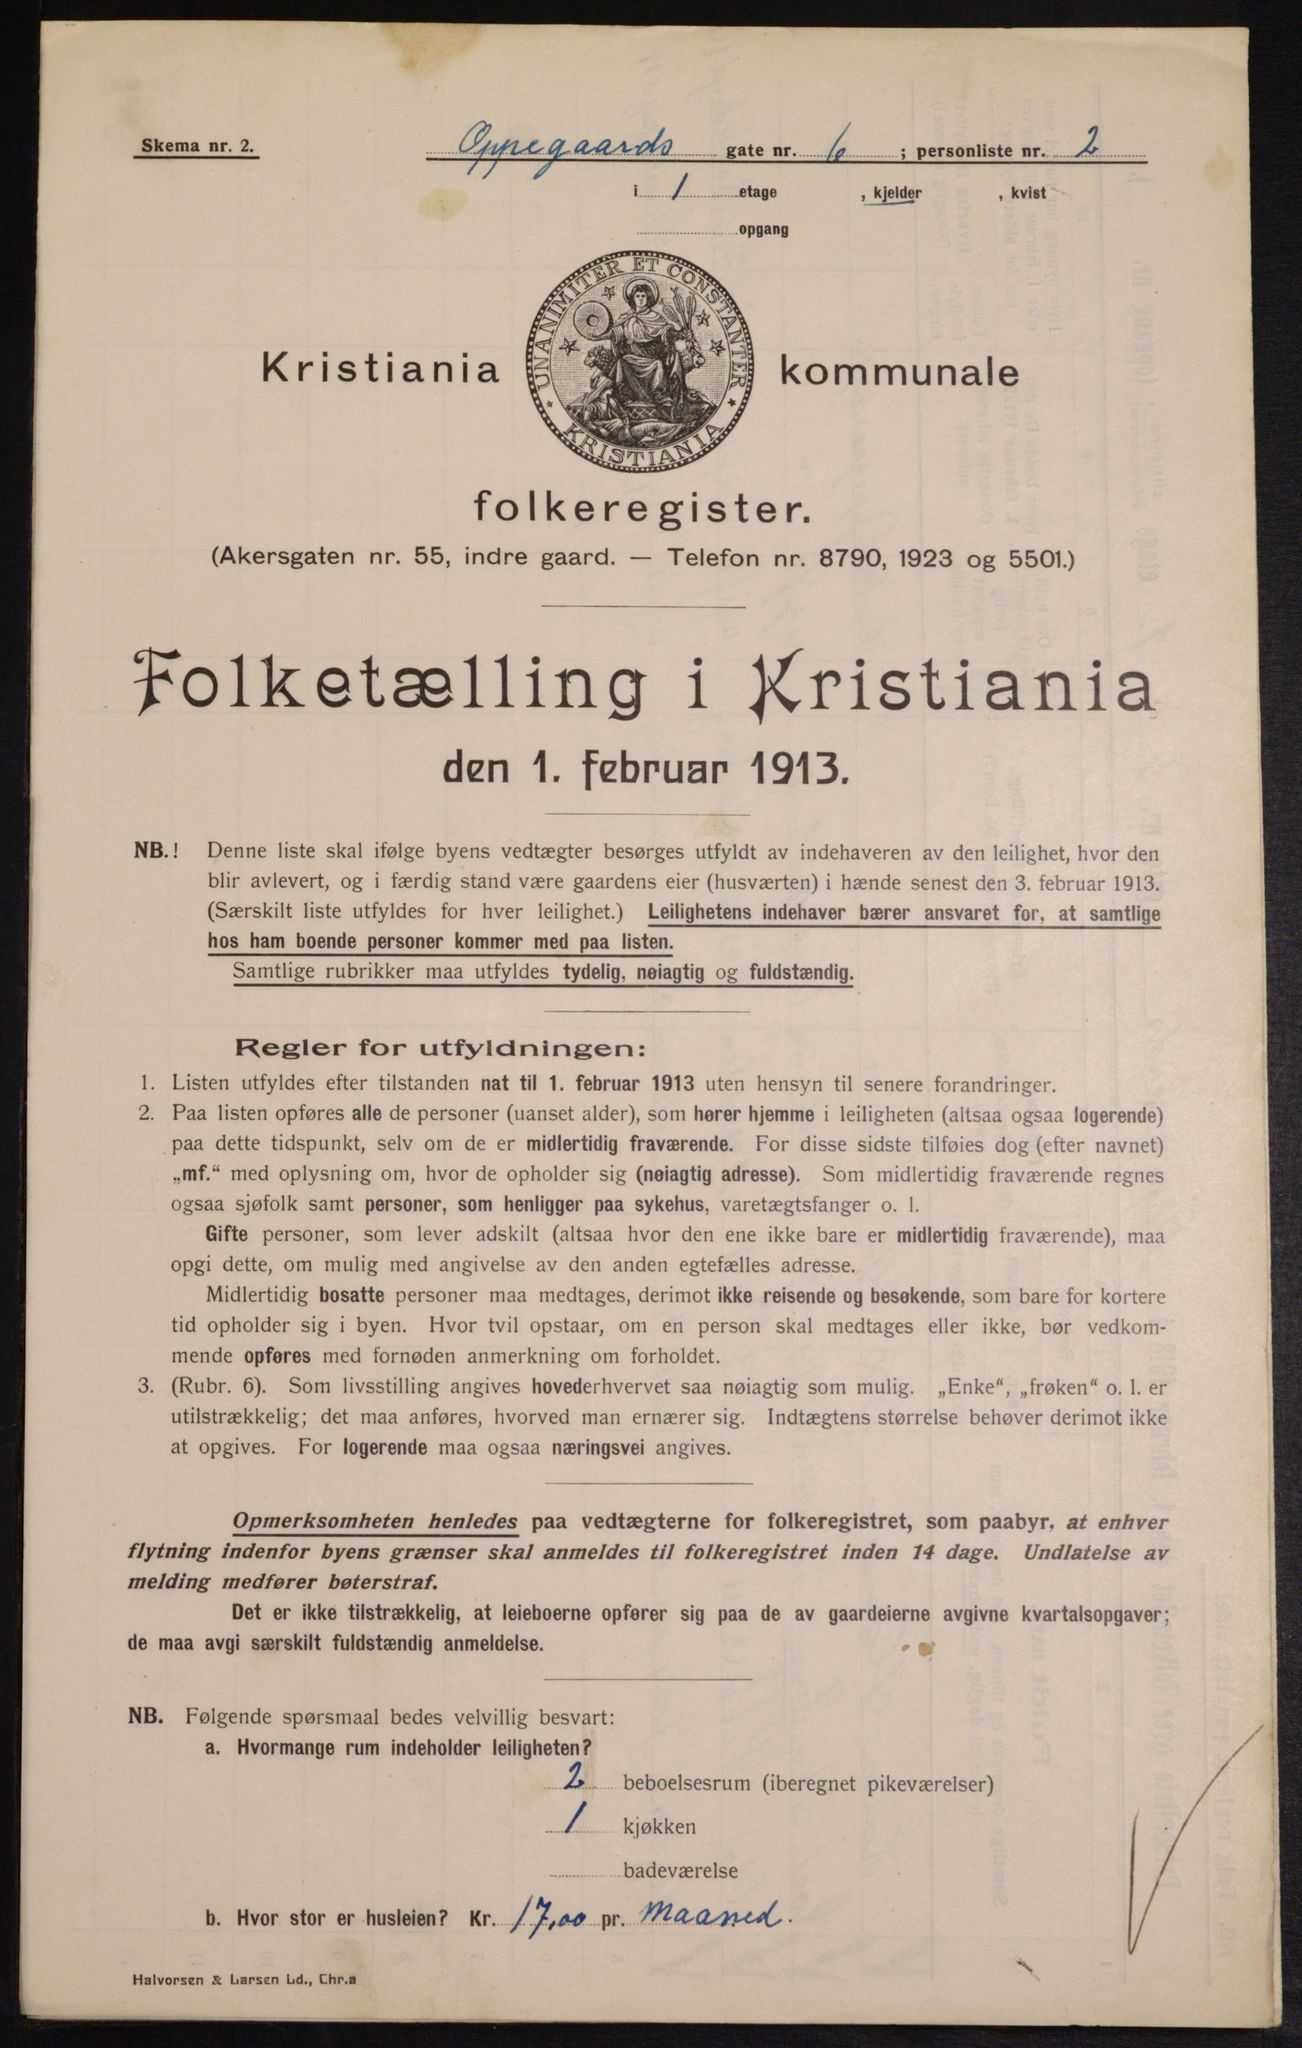 Skema nr. 2.
Oppegaards gate nr. 6 ; personliste nr. 2
i 1 etage , kjelder , kvist
opgang
UNANIMITER ET CONSTANTER
KRISTIANIA
Kristiania kommunale
folkeregister.
(Akersgaten nr. 55, indre gaard. — Telefon nr. 8790, 1923 og 5501.)
Folketælling i Kristiania
den 1. februar 1913.
NB.! Denne liste skal ifølge byens vedtægter besørges utfyldt av indehaveren av den leilighet, hvor den
blir avlevert, og i færdig stand være gaardens eier (husværten) i hænde senest den 3. februar 1913.
(Særskilt liste utfyldes for hver leilighet.) Leilighetens indehaver bærer ansvaret for, at samtlige
hos ham boende personer kommer med paa listen.
Samtlige rubrikker maa utfyldes tydelig, nøiagtig og fuldstændig.
Regler for utfyldningen:
1. Listen utfyldes efter tilstanden nat til 1. februar 1913 uten hensyn til senere forandringer.
2. Paa listen opføres alle de personer (uanset alder), som hører hjemme i leiligheten (altsaa ogsaa logerende)
paa dette tidspunkt, selv om de er midlertidig fraværende. For disse sidste tilføies dog (efter navnet)
„mf.“ med oplysning om, hvor de opholder sig (nøiagtig adresse). Som midlertidig fraværende regnes
ogsaa sjøfolk samt personer, som henligger paa sykehus, varetægtsfanger o. l.
Gifte personer, som lever adskilt (altsaa hvor den ene ikke bare er midlertidig fraværende), maa
opgi dette, om mulig med angivelse av den anden egtefælles adresse.
Midlertidig bosatte personer maa medtages, derimot ikke reisende og besøkende, som bare for kortere
tid opholder sig i byen. Hvor tvil opstaar, om en person skal medtages eller ikke, bør vedkom-
mende opføres med fornøden anmerkning om forholdet.
3. (Rubr. 6). Som livsstilling angives hovederhvervet saa nøiagtig som mulig. „Enke“, „frøken“ o. l. er
utilstrækkelig; det maa anføres, hvorved man ernærer sig. Indtægtens størrelse behøver derimot ikke
at opgives. For logerende maa ogsaa næringsvei angives.
Opmerksomheten henledes paa vedtægterne for folkeregistret, som paabyr, at enhver
flytning indenfor byens grænser skal anmeldes til folkeregistret inden 14 dage. Undlatelse av
melding medfører bøterstraf.
Det er ikke tilstrækkelig, at leieboerne opfører sig paa de av gaardeierne avgivne kvartalsopgaver;
de maa avgi særskilt fuldstændig anmeldelse.
NB. Følgende spørsmaal bedes velvillig besvart:
a. Hvormange rum indeholder leiligheten?
2 beboelsesrum (iberegnet pikeværelser)
1 kjøkken
badeværelse
b. Hvor stor er husleien? Kr. 17,00 pr. Maaned.
Halvorsen & Larsen Ld., Chr.a